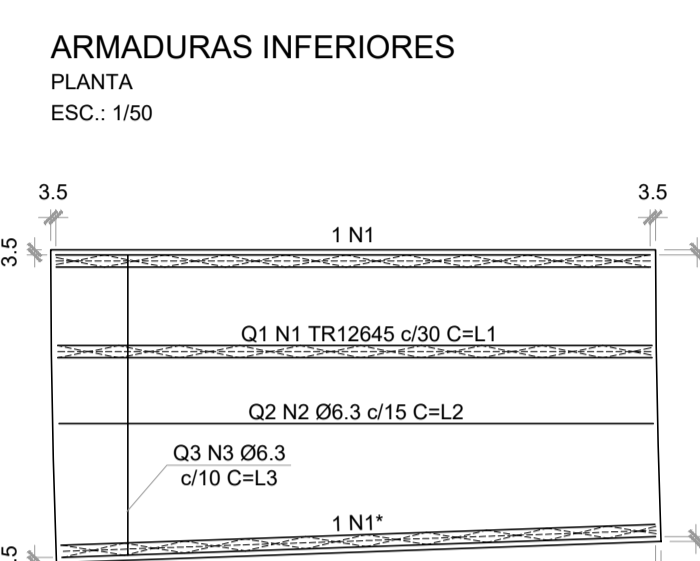 ARMADURAS INFERIORES
PLANTA
ESC.: 1/50
3.5
3.5
1 N1
3.5
Q1 N1 TR12645 c/30 C=L1
Q2 N2 Ø6.3 c/15 C=L2
Q3 N3 Ø6.3
c/10 C=L3
1 N1*